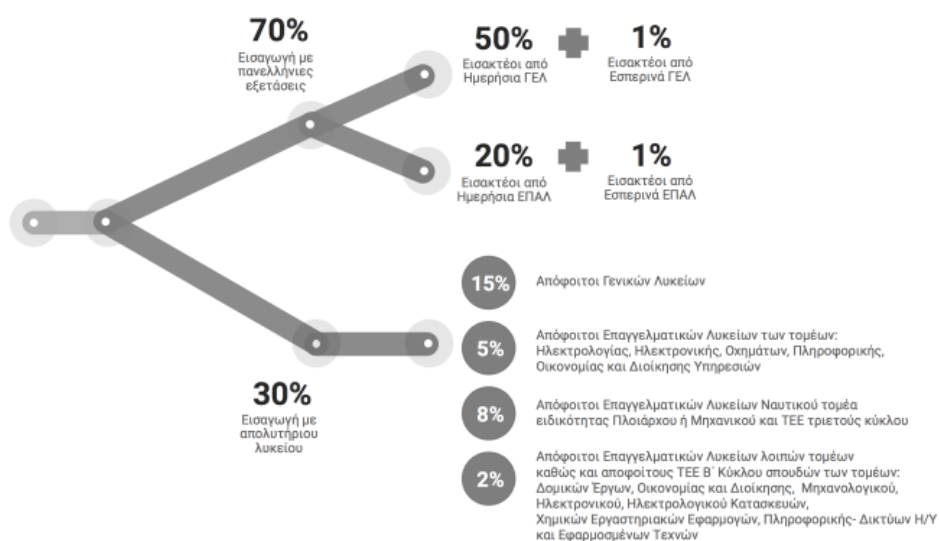 70%
Εισαγωγή με
πανελλήνιες
εξετάσεις
50%
Εισακτέοι από
Ημερήσια ΓΕΛ
1%
Εισακτέοι από
Εσπερινά ΓΕΛ
20%
Εισακτέοι από
Ημερήσια ΕΠΑΛ
1%
Εισακτέοι από
Εσπερινά ΕΠΑΛ
30%
Εισαγωγή με
απολυτήριο
λυκείου
15%
Απόφοιτοι Γενικών Λυκείων
5%
Απόφοιτοι Επαγγελματικών Λυκείων των τομέων:
Ηλεκτρολογίας, Ηλεκτρονικής, Οχημάτων, Πληροφορικής,
Οικονομίας και Διοίκησης Υπηρεσιών
8%
Απόφοιτοι Επαγγελματικών Λυκείων Ναυτικού τομέα
ειδικότητας Πλοιάρχου ή Μηχανικού και ΤΕΕ τριετούς κύκλου
2%
Απόφοιτοι Επαγγελματικών Λυκείων λοιπών τομέων
καθώς και αποφοίτους ΤΕΕ Β΄ Κύκλου σπουδών των τομέων:
Δομικών Έργων, Οικονομίας και Διοίκησης, Μηχανολογικού,
Ηλεκτρονικού, Ηλεκτρολογικού Κατασκευών,
Χημικών Εργαστηριακών Εφαρμογών, Πληροφορικής- Δικτύων Η/Υ
και Εφαρμοσμένων Τεχνών